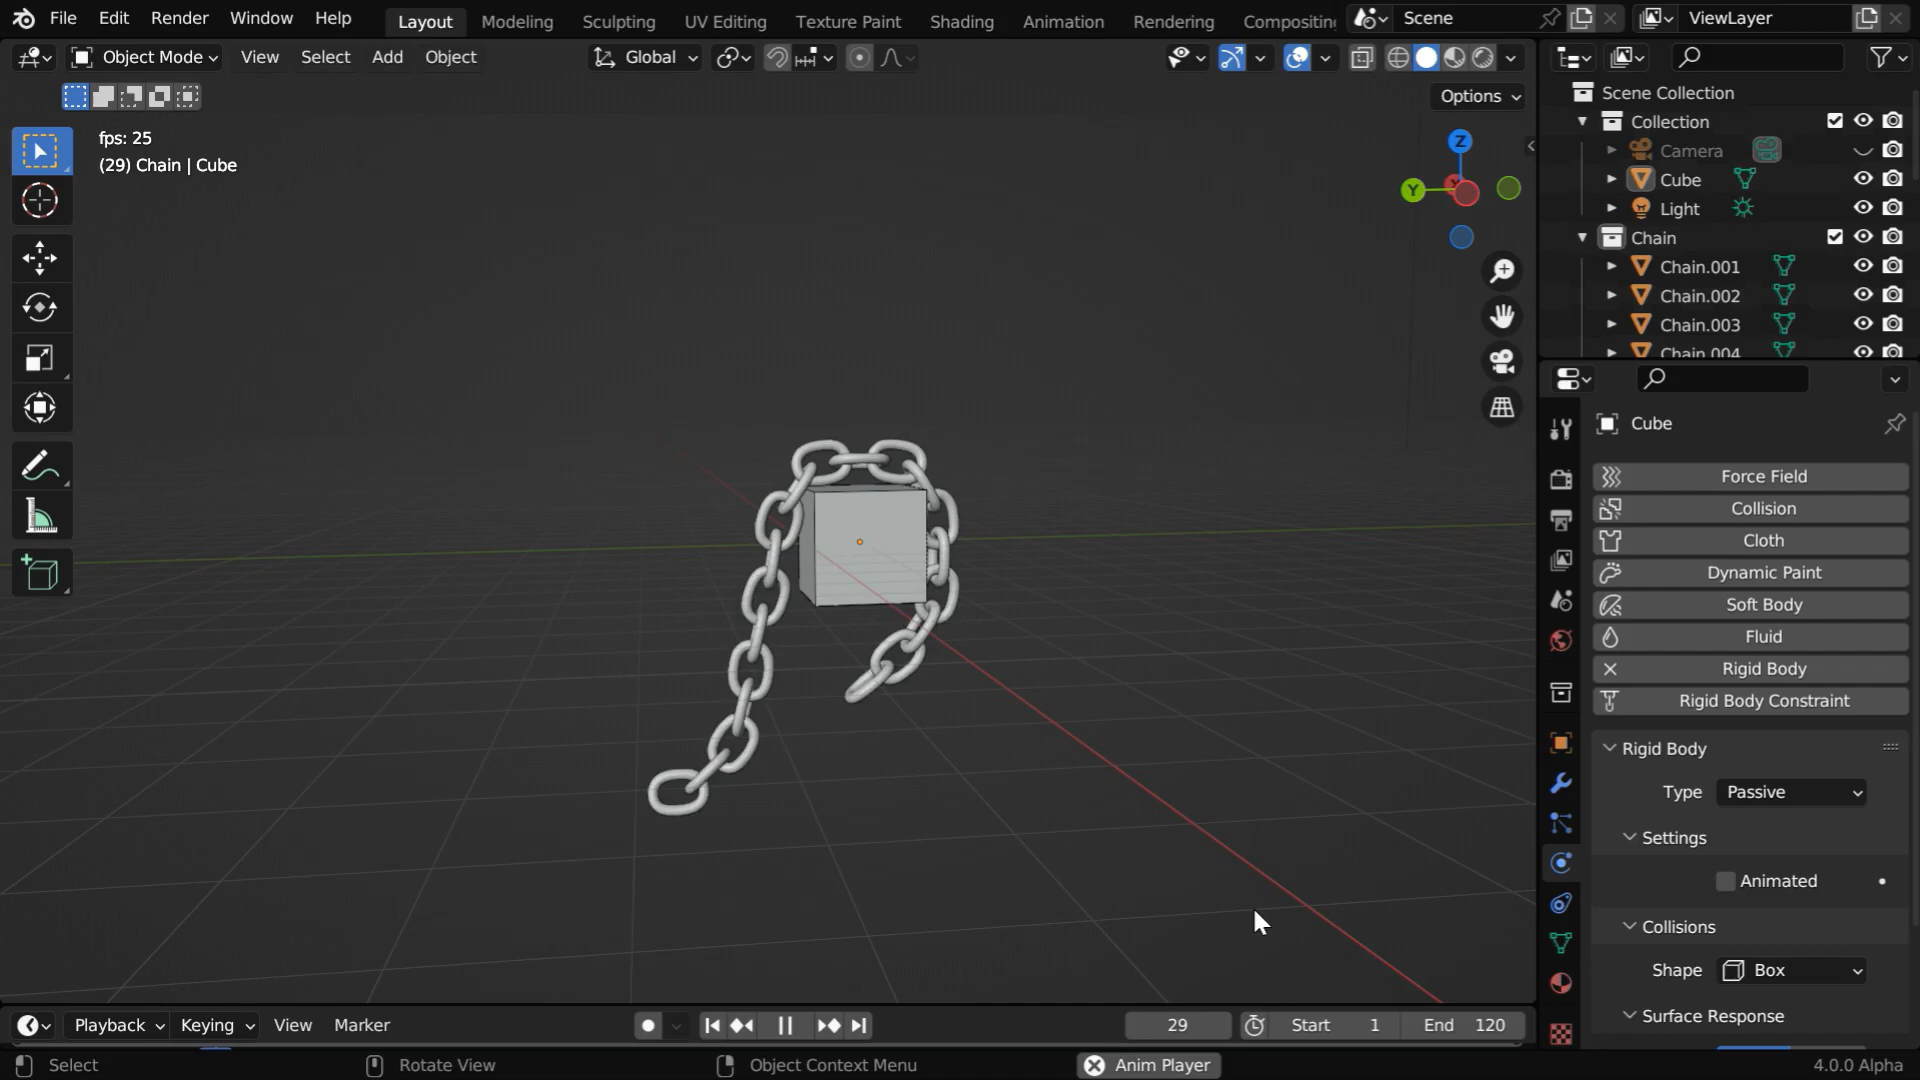 File Edit Render Window Help Layout Modeling Sculpting UV Editing Texture Paint Shading Animation Rendering Compositing Scene ViewLayer
Object Mode View Select Add Object Global
Options
fps: 25
(29) Chain | Cube
Z
Y
Scene Collection
Collection
Camera
Cube
Light
Chain
Chain.001
Chain.002
Chain.003
Chain.004
Cube
Force Field
Collision
Cloth
Dynamic Paint
Soft Body
Fluid
Rigid Body
Rigid Body Constraint
Rigid Body
Type Passive
Settings
Animated
Collisions
Shape Box
Surface Response
Playback Keying View Marker 29 Start 1 End 120
Select Rotate View Object Context Menu Anim Player 4.0.0 Alpha